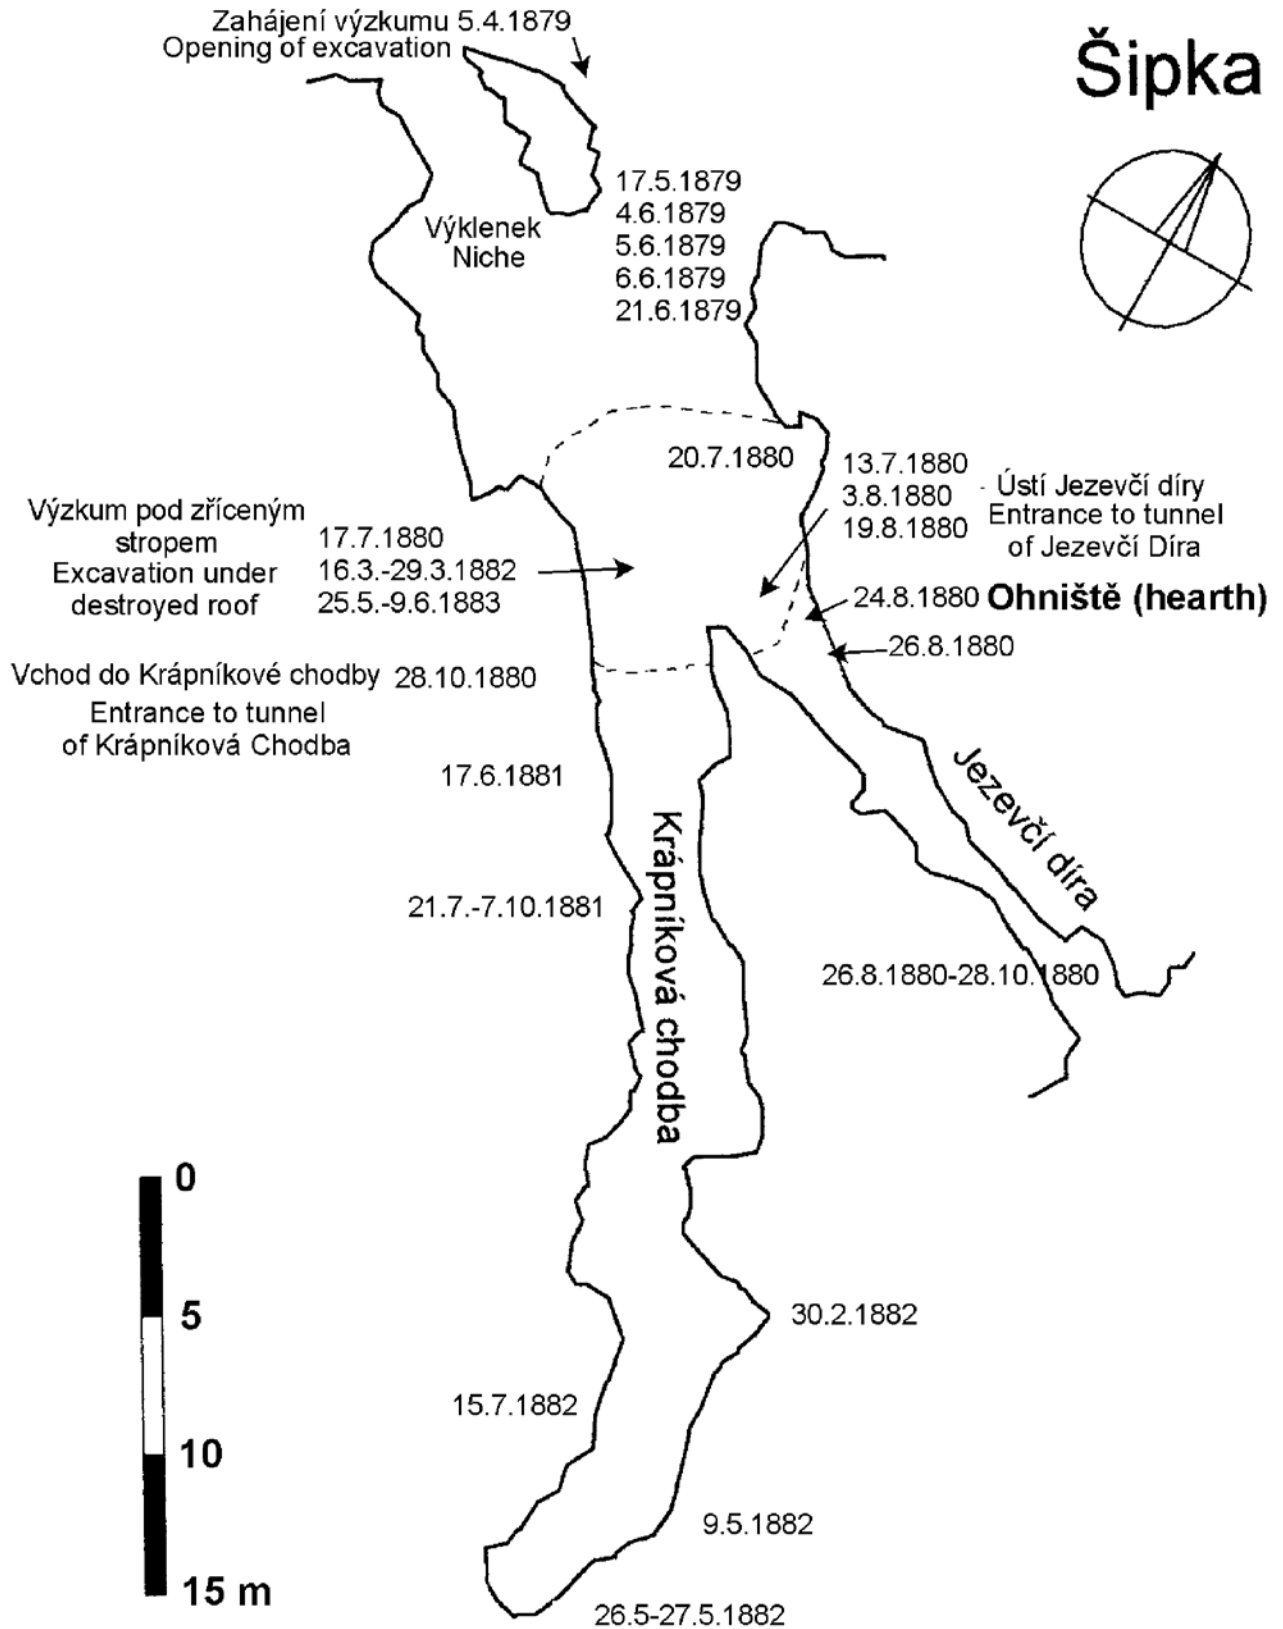 Zahájení výzkumu 5.4.1879
Opening of excavation
Šipka
17.5.1879
4.6.1879
5.6.1879
6.6.1879
21.6.1879
Výklenek
Niche
20.7.1880
13.7.1880
3.8.1880
19.8.1880
Ústí Jezevčí díry
Entrance to tunnel
of Jezevčí Díra
Výzkum pod zříceným
stropem
Excavation under
destroyed roof
17.7.1880
16.3.-29.3.1882
25.5.-9.6.1883
24.8.1880 Ohniště (hearth)
26.8.1880
Vchod do Krápníkové chodby 28.10.1880
Entrance to tunnel
of Krápníková Chodba
17.6.1881
Jezevčí díra
Krápníková chodba
21.7.-7.10.1881
26.8.1880-28.10.1880
0
5
10
15 m
30.2.1882
15.7.1882
9.5.1882
26.5-27.5.1882